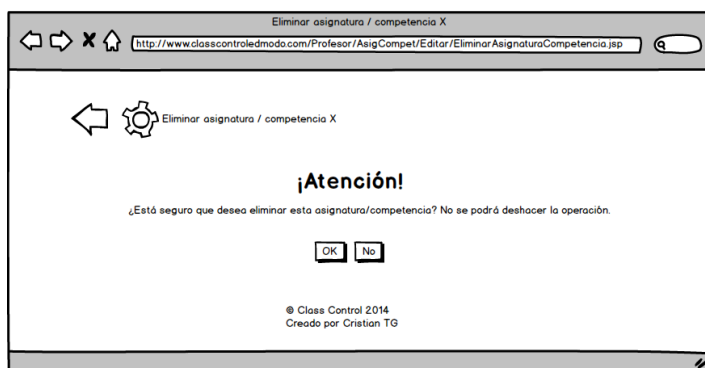 Eliminar asignatura / competencia X
http://www.classcontroledmodo.com/Profesor/AsigCompet/Editar/EliminarAsignaturaCompetencia.jsp
Eliminar asignatura / competencia X
¡Atención!
¿Está seguro que desea eliminar esta asignatura/competencia? No se podrá deshacer la operación.
OK No
© Class Control 2014
Creado por Cristian TG